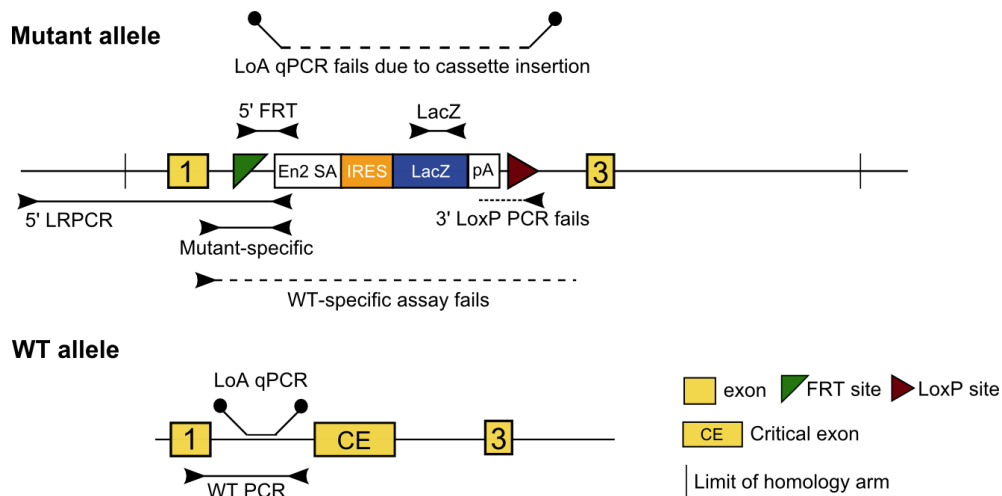 Mutant allele
LoA qPCR fails due to cassette insertion
5' FRT
LacZ
1
En2 SA
IRES
LacZ
pA
3
5' LRPCR
3' LoxP PCR fails
Mutant-specific
WT-specific assay fails
WT allele
LoA qPCR
1
CE
3
WT PCR
exon
FRT site
LoxP site
CE
Critical exon
Limit of homology arm